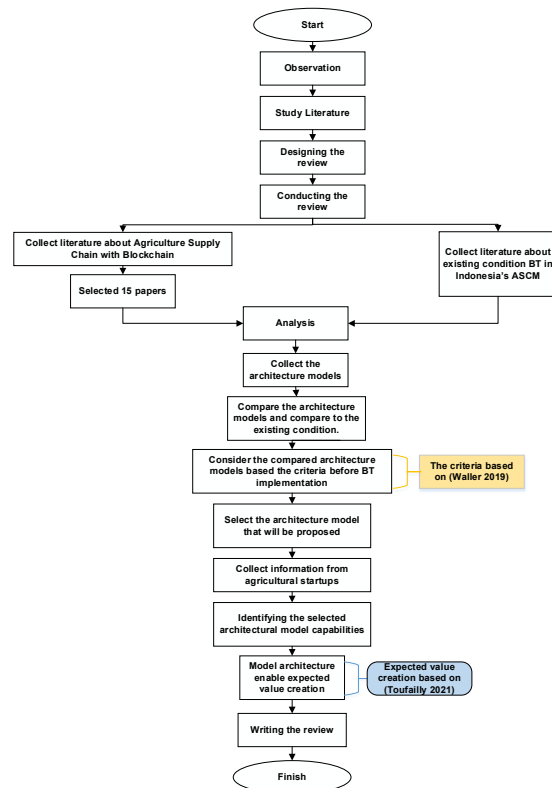 Start
Observation
Study Literature
Designing the
review
Conducting the
review
Collect literature about Agriculture Supply
Chain with Blockchain
Collect literature about
existing condition BT in
Indonesia's ASCM
Selected 15 papers
Analysis
Collect the
architecture models
Compare the architecture
models and compare to the
existing condition.
Consider the compared architecture
models based the criteria before BT
implementation
The criteria based
on (Waller 2019)
Select the architecture model
that will be proposed
Collect information from
agricultural startups
Identifying the selected
architectural model capabilities
Model architecture
enable expected
value creation
Expected value
creation based on
(Toufailly 2021)
Writing the review
Finish